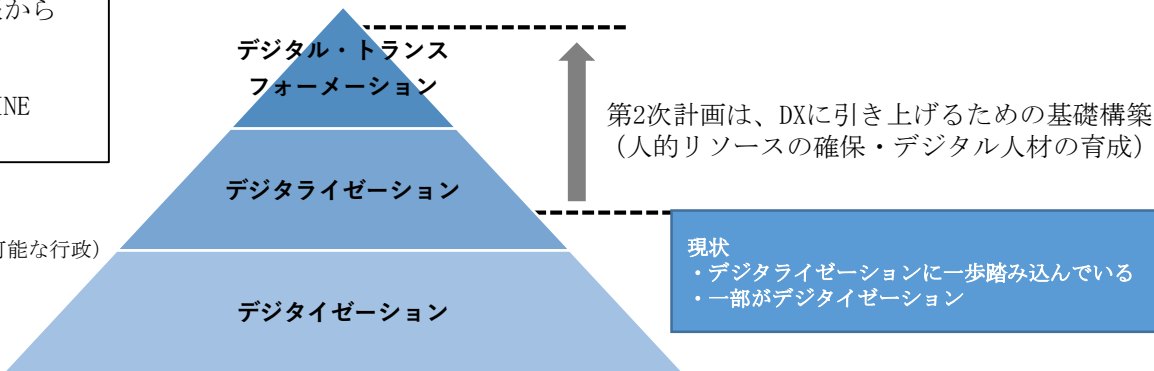 から
INE
デジタル・トランス
フォーメーション
第2次計画は、DXに引き上げるための基礎構築
（人的リソースの確保・デジタル人材の育成）
デジタライゼーション
可能な行政）
現状
・デジタライゼーションに一歩踏み込んでいる
・一部がデジタイゼーション
デジタイゼーション